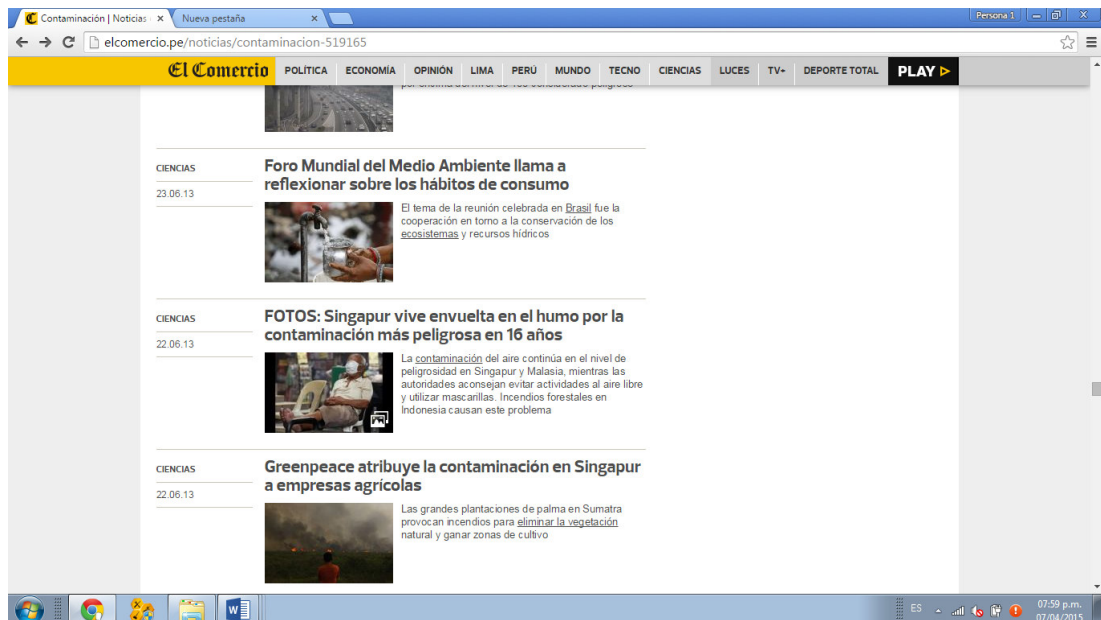 Contaminación | Noticias
Nueva pestaña
Persona 1
elcomercio.pe/noticias/contaminacion-519165
El Comercio
POLÍTICA ECONOMÍA OPINIÓN LIMA PERÚ MUNDO TECNO CIENCIAS LUCES TV+ DEPORTE TOTAL PLAY
CIENCIAS
23.06.13
Foro Mundial del Medio Ambiente llama a
reflexionar sobre los hábitos de consumo
El tema de la reunión celebrada en Brasil fue la
cooperación en torno a la conservación de los
ecosistemas y recursos hídricos
CIENCIAS
22.06.13
FOTOS: Singapur vive envuelta en el humo por la
contaminación más peligrosa en 16 años
La contaminación del aire continúa en el nivel de
peligrosidad en Singapur y Malasia, mientras las
autoridades aconsejan evitar actividades al aire libre
y utilizar mascarillas. Incendios forestales en
Indonesia causan este problema
CIENCIAS
22.06.13
Greenpeace atribuye la contaminación en Singapur
a empresas agrícolas
Las grandes plantaciones de palma en Sumatra
provocan incendios para eliminar la vegetación
natural y ganar zonas de cultivo
ES
07:59 p.m.
07/04/2015